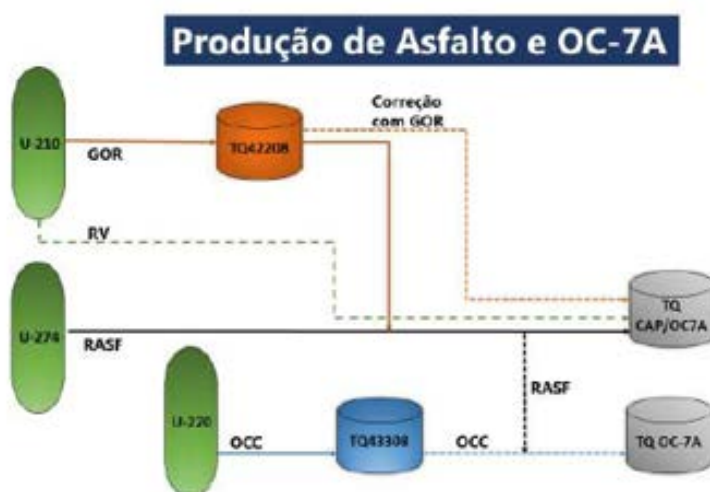 Produção de Asfalto e OC-7A
Correção
com GOR
U-210
GOR
TQ42208
RV
TQ
CAP/OC7A
U-274
RASF
RASF
U-220
OCC
TQ43308
OCC
TQ OC-7A